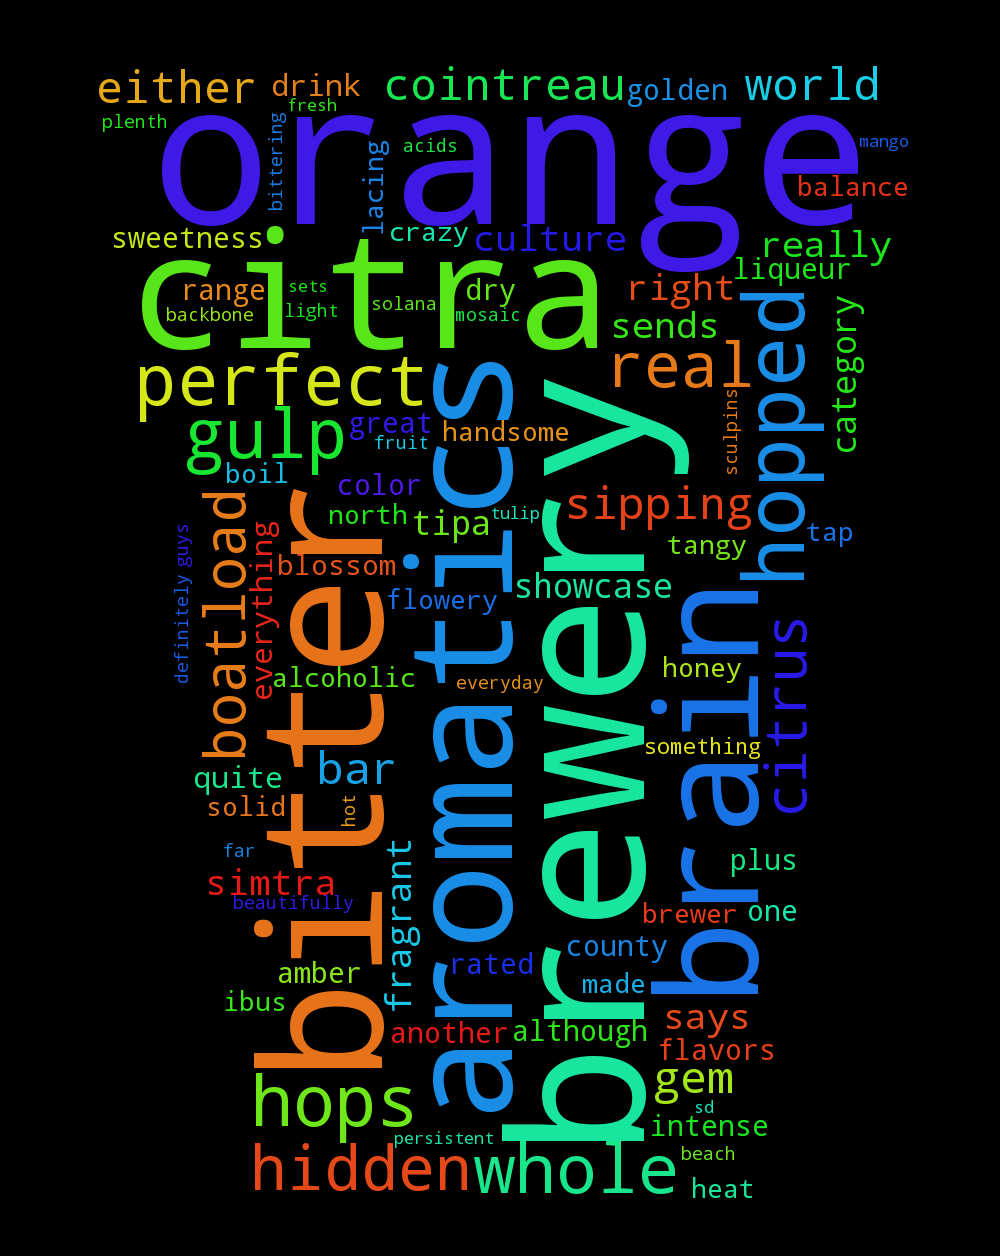 either
drink
cointreau
golden
world
plenth
fresh
orange
bittering
lacing
acids
mango
balance
sweetness
citra
crazy
culture
really
liqueur
range
sets
dry
right
hopped
category
backbone
light
solana
mosaic
sends
perfect
real
aromatics
brewery
gulp
great
fruit
handsome
sculpins
boil
color
sipping
bitter
boatload
north
tipa
tulip
tap
guys
everything
blossom
tangy
definitely
flowery
showcase
brain
citrus
alcoholic
everyday
honey
something
quite
bar
solid
hot
far
fragrant
plus
simtra
beautifully
brewer
one
rated
county
amber
made
ibus
another
although
says
flavors
hops
gem
sd
intense
persistent
beach
hidden
whole
heat